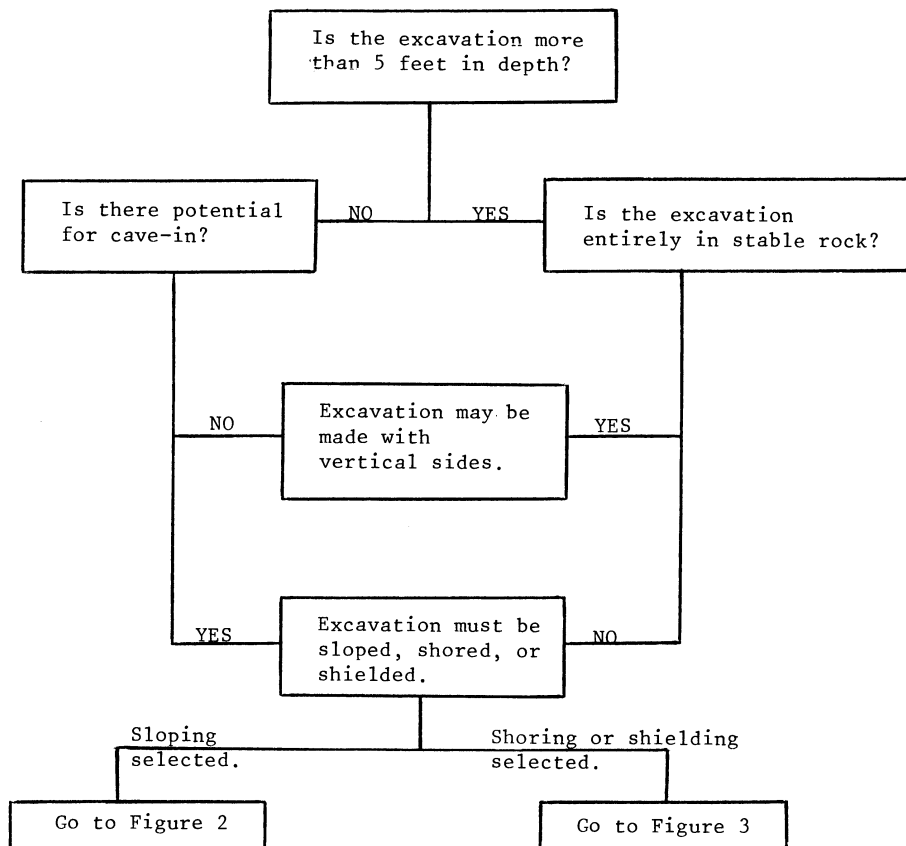 Is the excavation more
than 5 feet in depth?
Is there potential
for cave-in?
NO
YES
Is the excavation
entirely in stable rock?
NO
Excavation may be
made with
vertical sides.
YES
YES
Excavation must be
sloped, shored, or
shielded.
NO
Sloping
selected.
Shoring or shielding
selected.
Go to Figure 2
Go to Figure 3